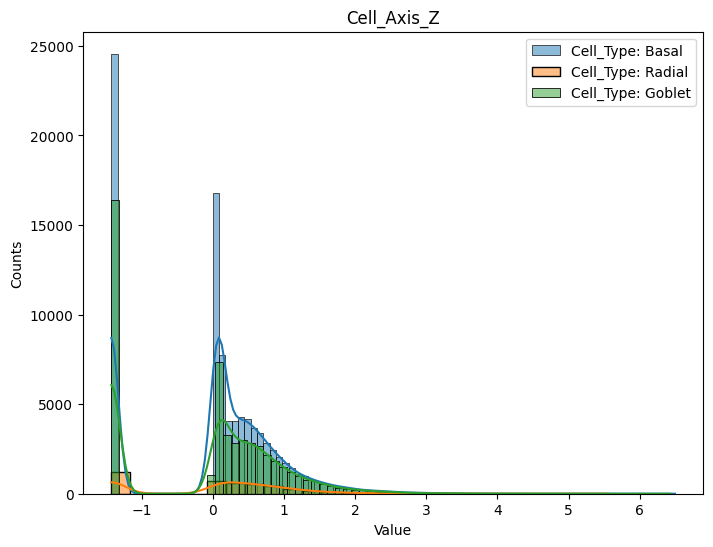 Cell_Axis_Z
Cell_Type: Basal
Cell_Type: Radial
Cell_Type: Goblet
Counts
25000
20000
15000
10000
5000
0
−1 0 1 2 3 4 5 6
Value